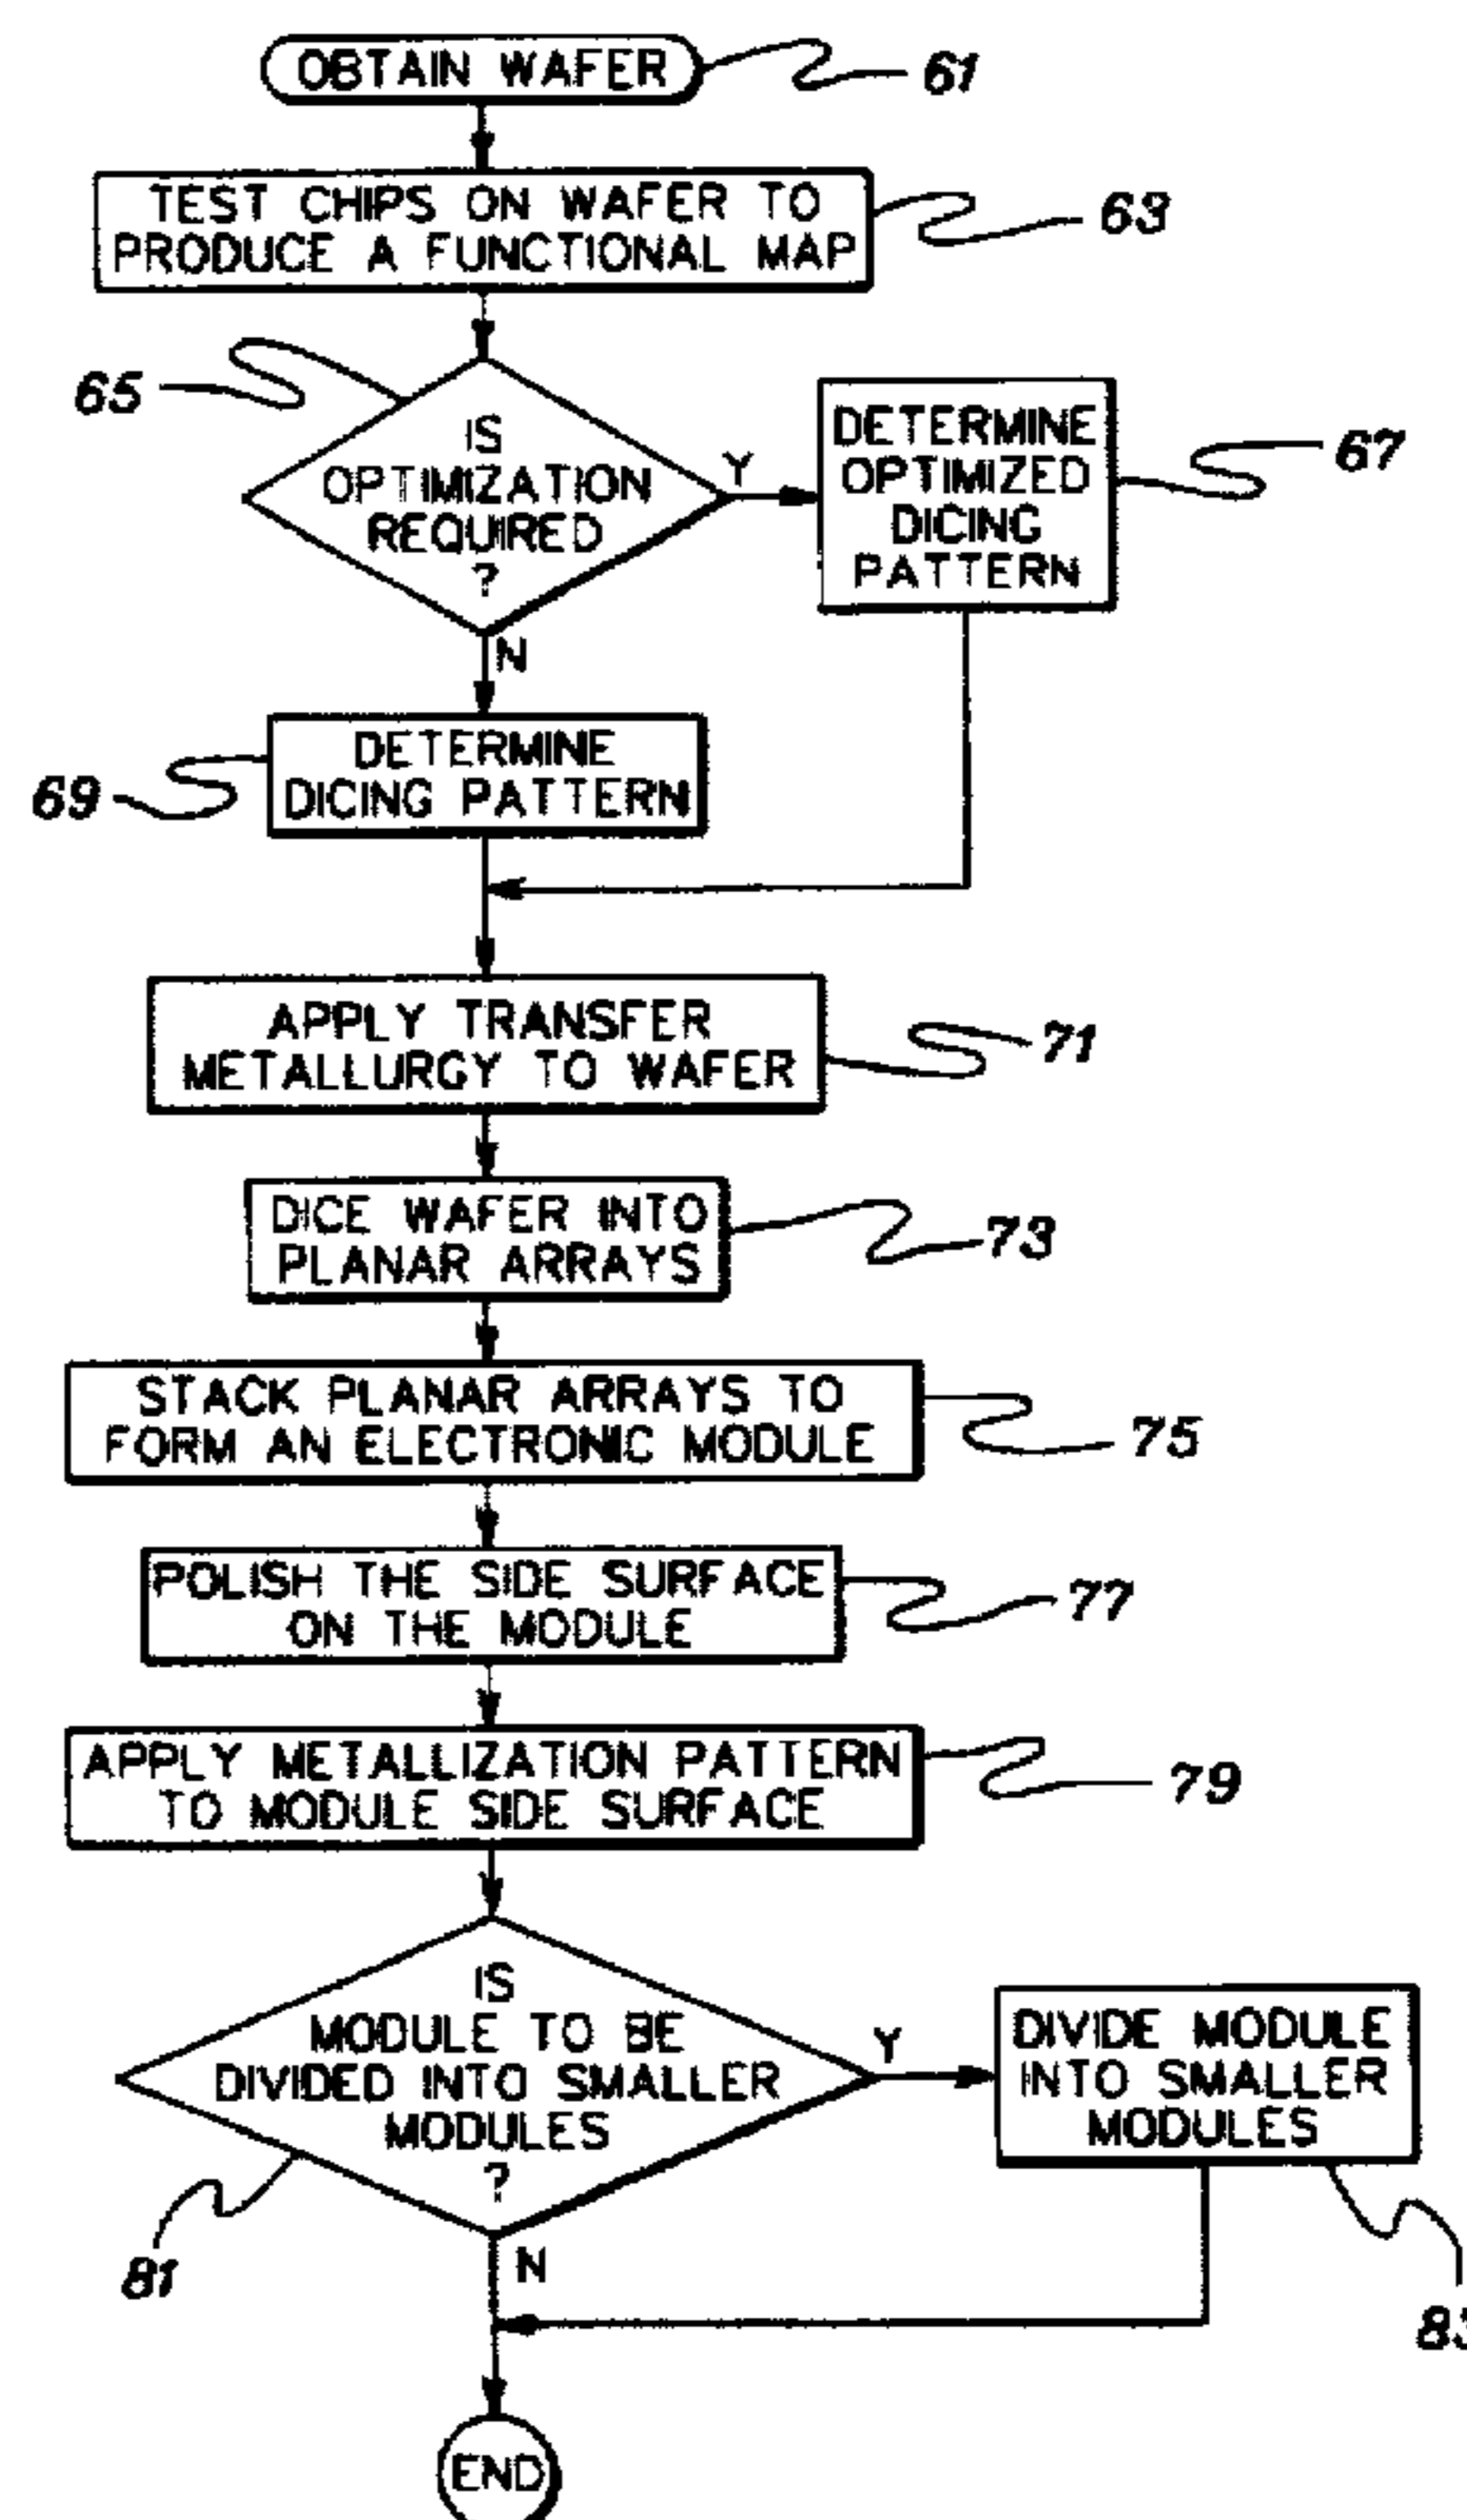 OBTAIN WAFER
61
TEST CHIPS ON WAFER TO
PRODUCE A FUNCTIONAL MAP
63
65
IS
OPTIMIZATION
REQUIRED
?
Y
N
DETERMINE
OPTIMIZED
DICING
PATTERN
67
DETERMINE
DICING PATTERN
69
APPLY TRANSFER
METALLURGY TO WAFER
71
DICE WAFER INTO
PLANAR ARRAYS
73
STACK PLANAR ARRAYS TO
FORM AN ELECTRONIC MODULE
75
POLISH THE SIDE SURFACE
ON THE MODULE
77
APPLY METALLIZATION PATTERN
TO MODULE SIDE SURFACE
79
IS
MODULE TO BE
DIVIDED INTO SMALLER
MODULES
?
Y
N
81
DIVIDE MODULE
INTO SMALLER
MODULES
83
END